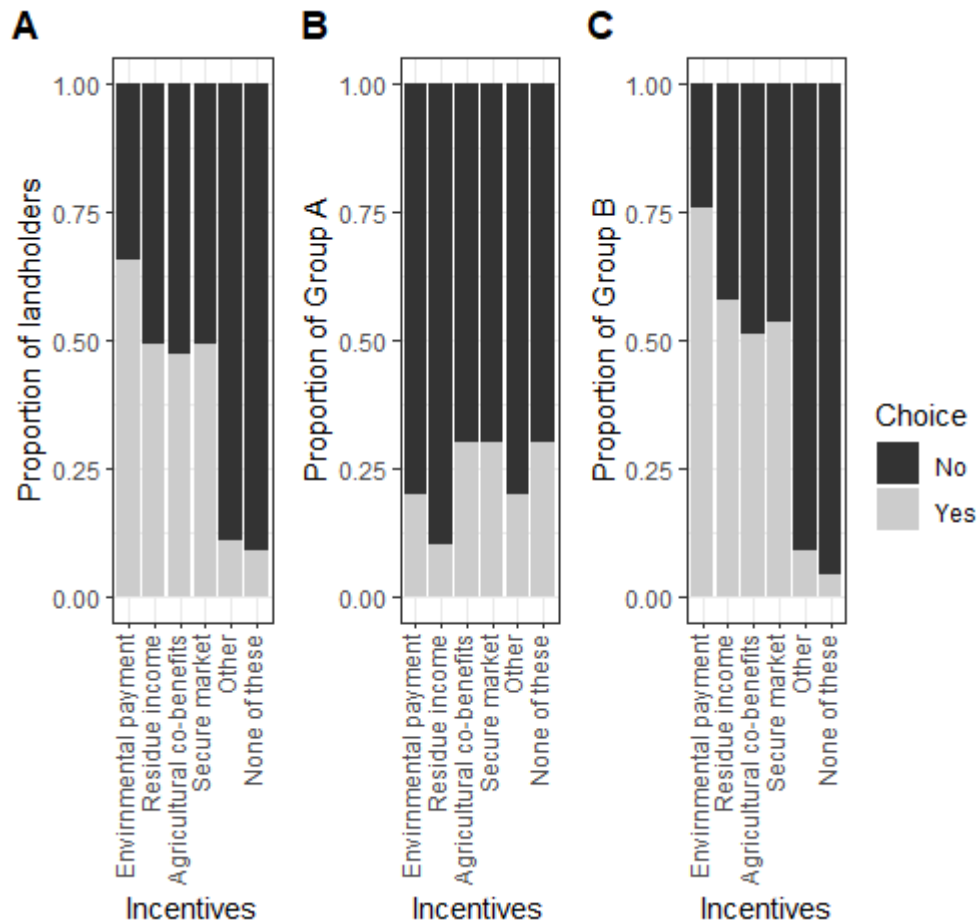 A
B
C
Proportion of landholders
1.00
0.75
0.50
0.25
0.00
Envirnmental payment
Residue income
Agricultural co-benefits
Secure market
Other
None of these
Incentives
Proportion of Group A
1.00
0.75
0.50
0.25
0.00
Envirnmental payment
Residue income
Agricultural co-benefits
Secure market
Other
None of these
Incentives
Proportion of Group B
1.00
0.75
0.50
0.25
0.00
Envirnmental payment
Residue income
Agricultural co-benefits
Secure market
Other
None of these
Incentives
Choice
No
Yes